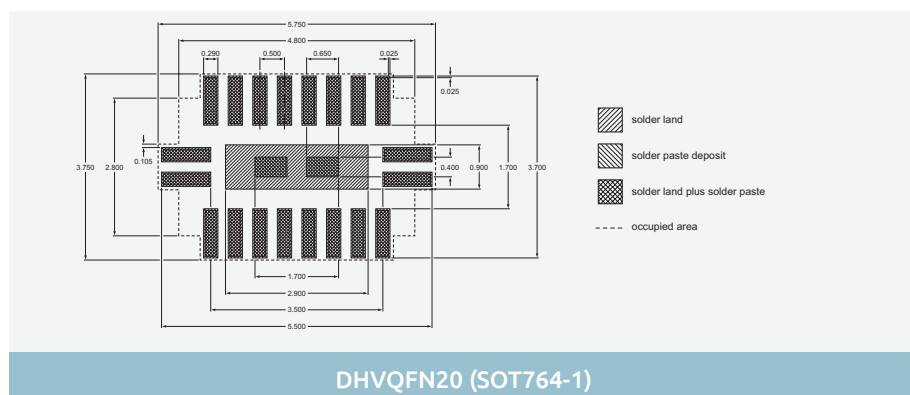 5.750
4.800
0.290 0.500 0.650 0.025
0.025
solder land
solder paste deposit
solder land plus solder paste
occupied area
3.750 2.800 0.105 0.400 0.900 1.700 3.700
1.700
2.900
3.500
5.500
DHVQFN20 (SOT764-1)